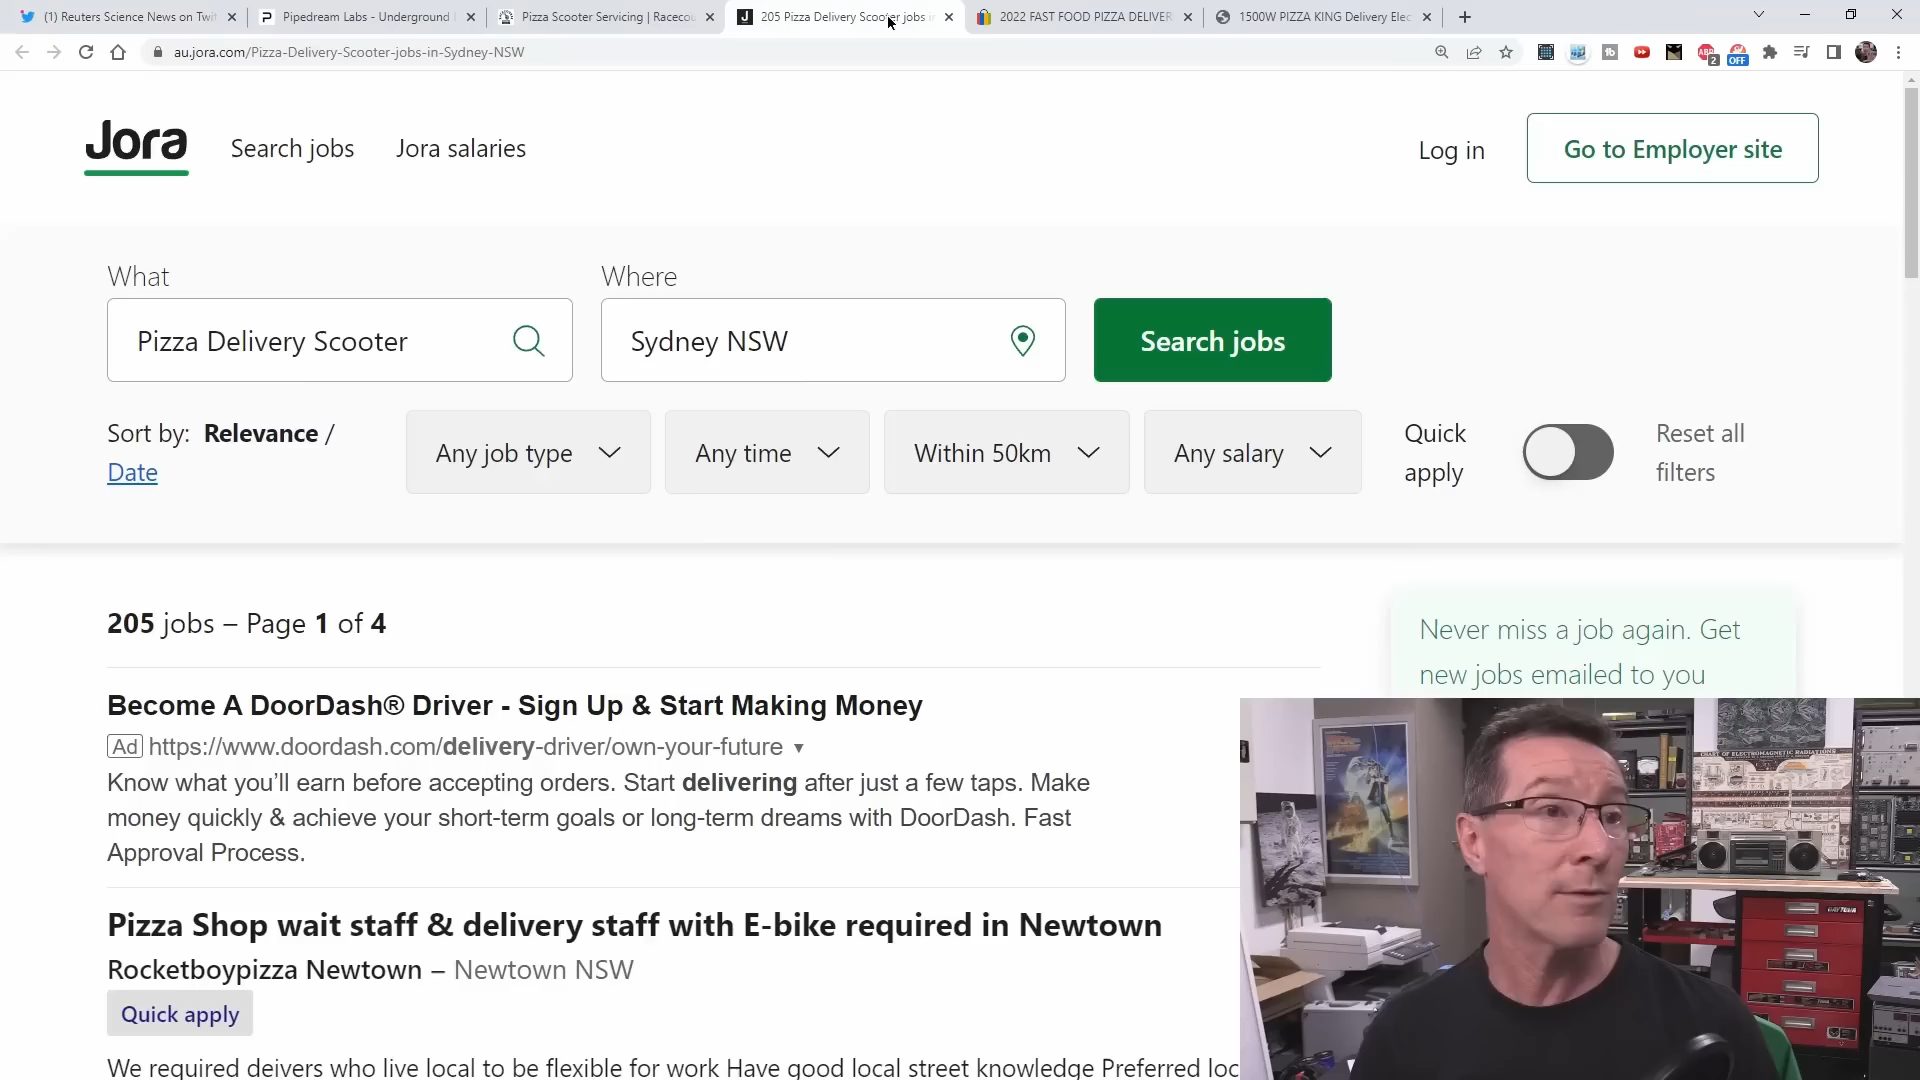 (1) Reuters Science News on Twit
Pipedream Labs - Underground
Pizza Scooter Servicing | Raceco
205 Pizza Delivery Scooter jobs i
2022 FAST FOOD PIZZA DELIVER
1500W PIZZA KING Delivery Elec
au.jora.com/Pizza-Delivery-Scooter-jobs-in-Sydney-NSW
2
OFF
Jora
Search jobs
Jora salaries
Log in
Go to Employer site
What
Where
Pizza Delivery Scooter
Sydney NSW
Search jobs
Sort by: Relevance /
Date
Any job type
Any time
Within 50km
Any salary
Quick
apply
Reset all
filters
205 jobs – Page 1 of 4
Never miss a job again. Get
new jobs emailed to you
Become A DoorDash® Driver - Sign Up & Start Making Money
Ad https://www.doordash.com/delivery-driver/own-your-future
Know what you’ll earn before accepting orders. Start delivering after just a few taps. Make
money quickly & achieve your short-term goals or long-term dreams with DoorDash. Fast
Approval Process.
Pizza Shop wait staff & delivery staff with E-bike required in Newtown
Rocketboypizza Newtown – Newtown NSW
Quick apply
We required deivers who live local to be flexible for work Have good local street knowledge Preferred loc
CHART OF ELECTROMAGNETIC RADIATIONS